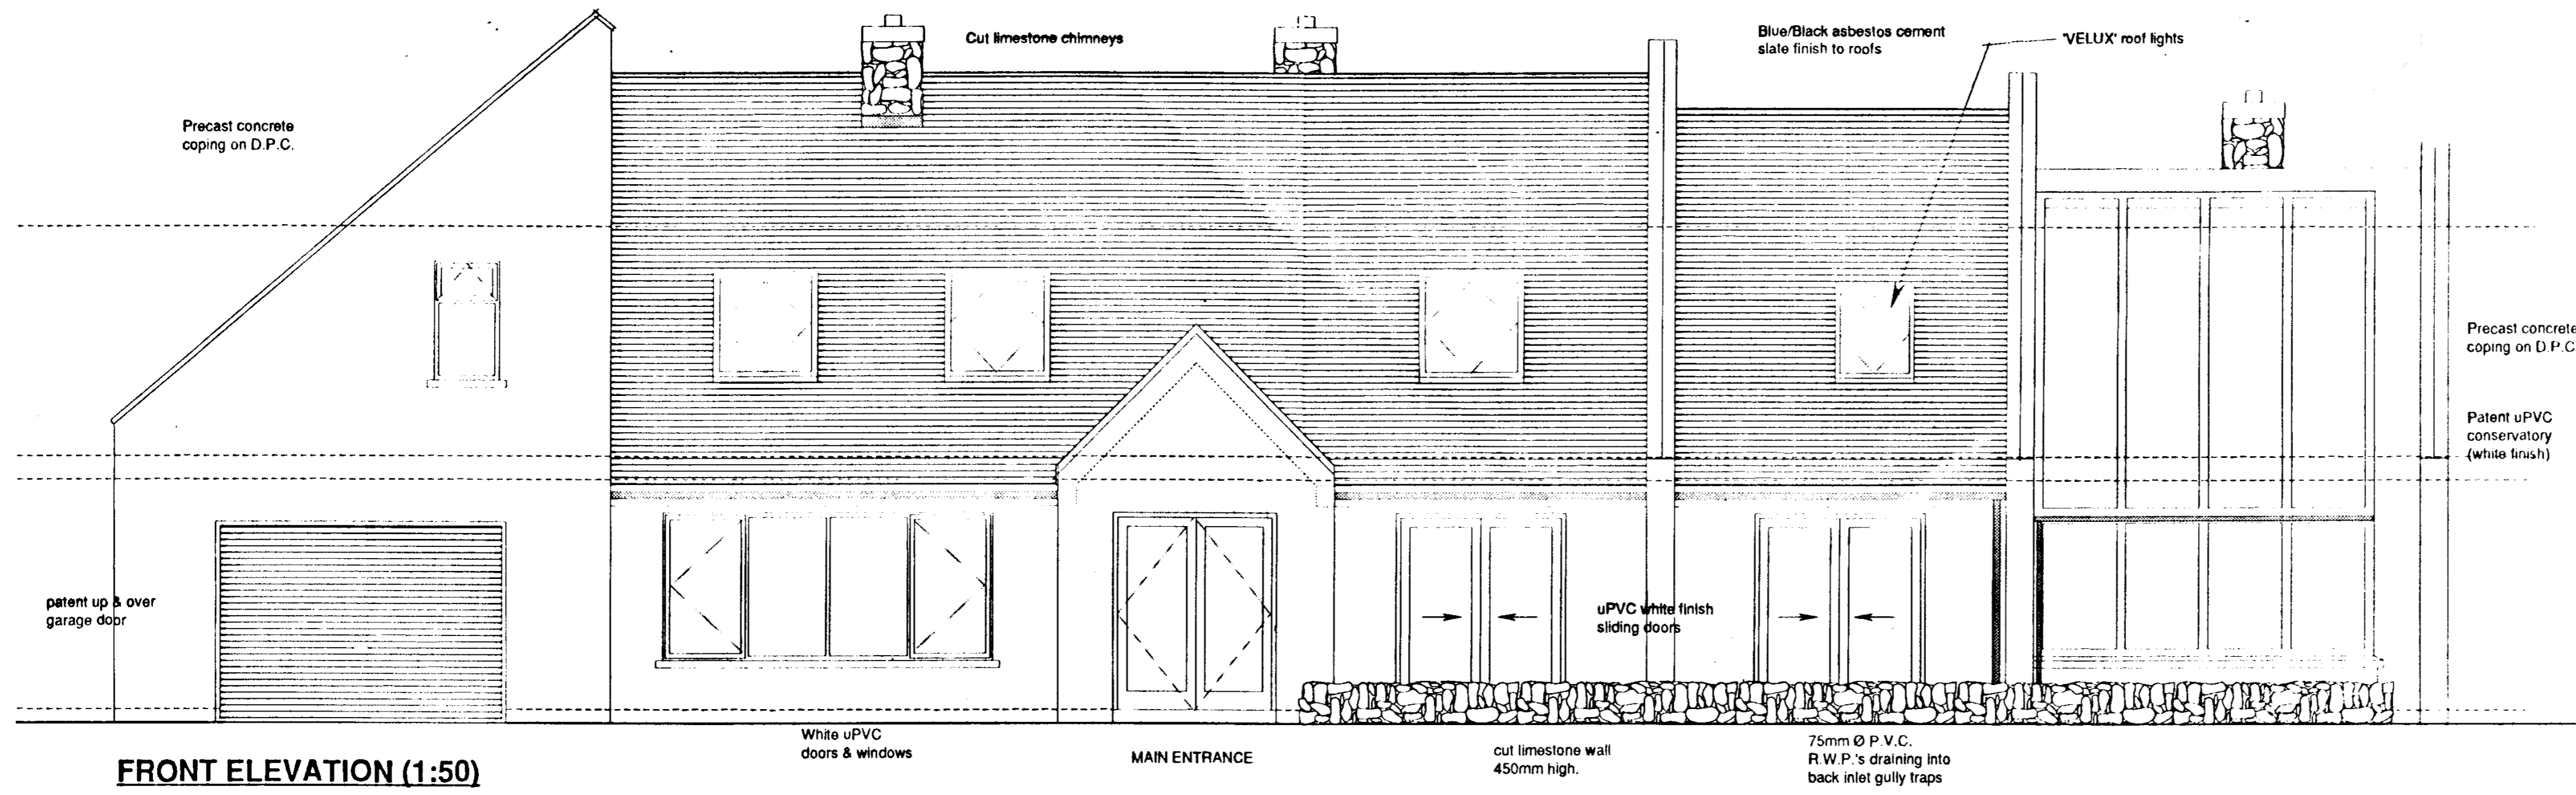 Cut limestone chimneys
Blue/Black asbestos cement
slate finish to roofs
'VELUX' roof lights
Precast concrete
coping on D.P.C.
Precast concrete
coping on D.P.C
Patent uPVC
conservatory
(white finish)
patent up & over
garage door
uPVC white finish
sliding doors
White uPVC
doors & windows
MAIN ENTRANCE
cut limestone wall
450mm high.
75mm Ø P.V.C.
R.W.P.'s draining into
back inlet gully traps
FRONT ELEVATION (1:50)